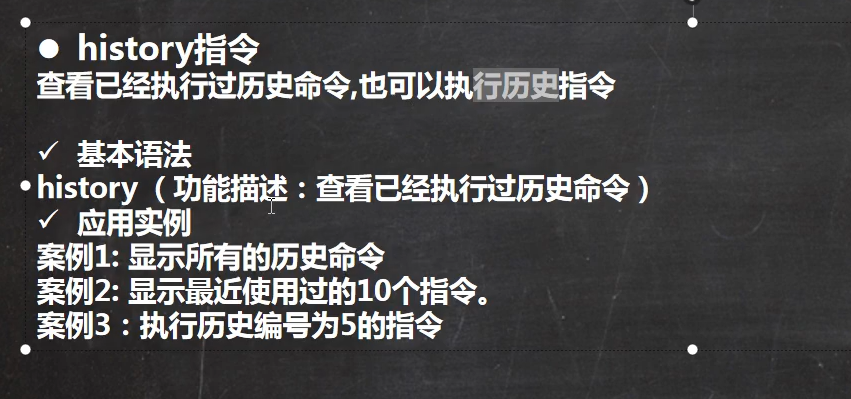 ● history指令
查看已经执行过历史命令,也可以执行历史指令
✓ 基本语法
history （功能描述：查看已经执行过历史命令）
✓ 应用实例
案例1: 显示所有的历史命令
案例2: 显示最近使用过的10个指令。
案例3：执行历史编号为5的指令